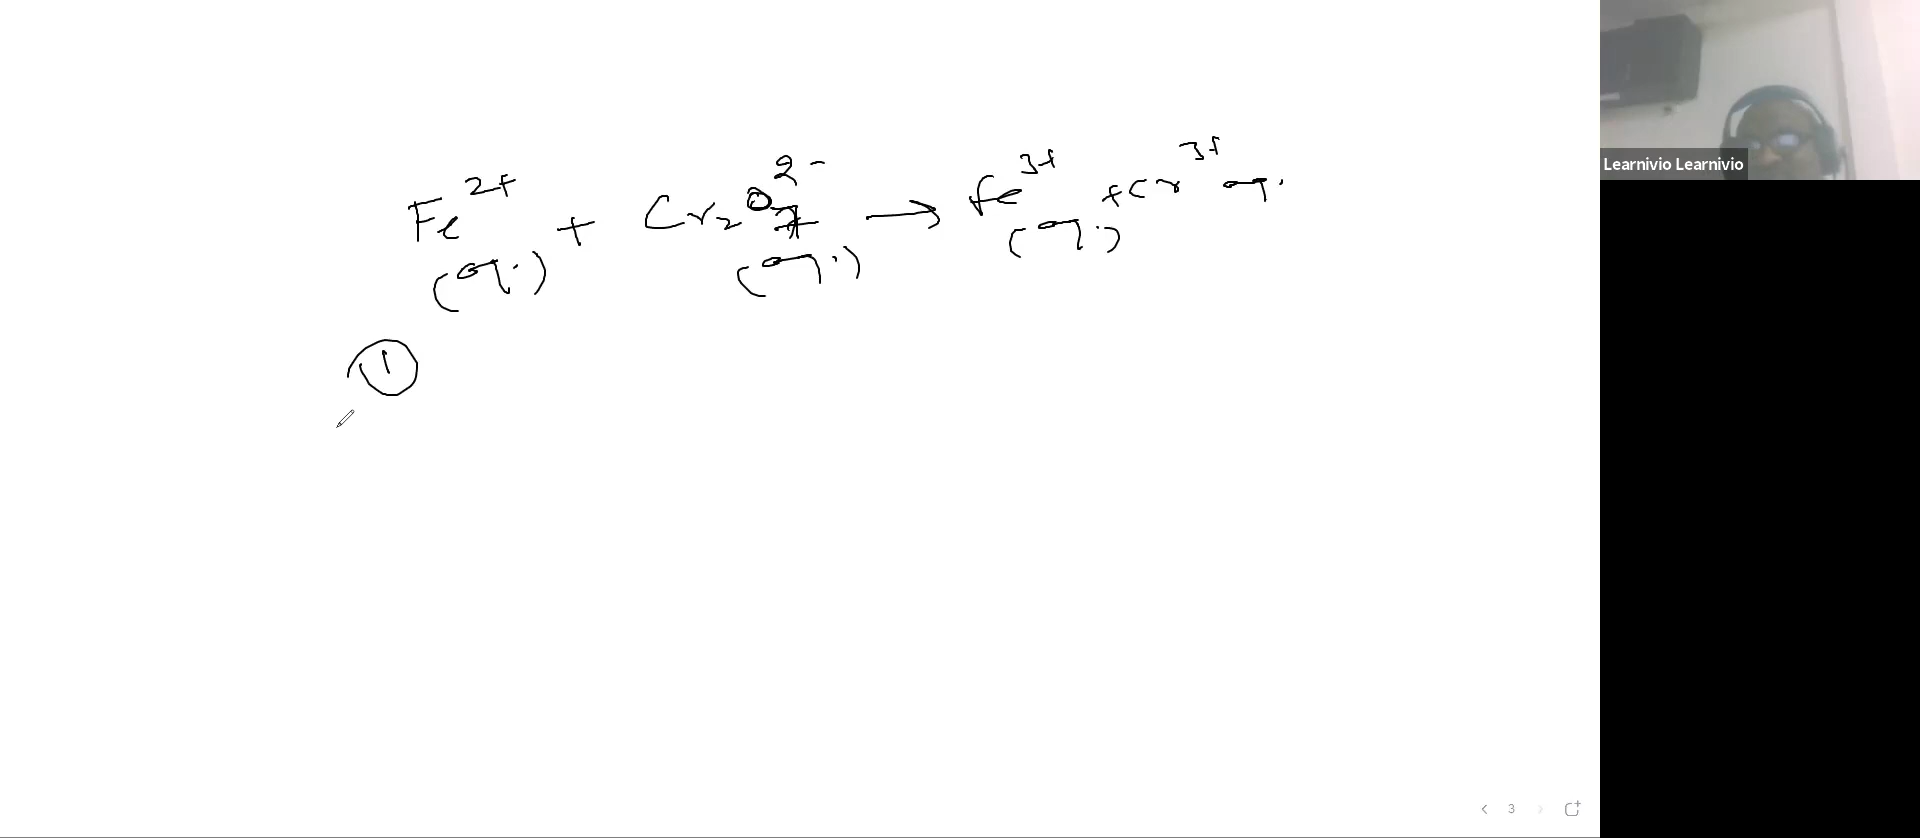 Fe²⁺ (aq.) + Cr₂O₇²⁻ (aq.) → Fe³⁺ (aq.) + Cr³⁺ aq.
①
Learnivio Learnivio
3